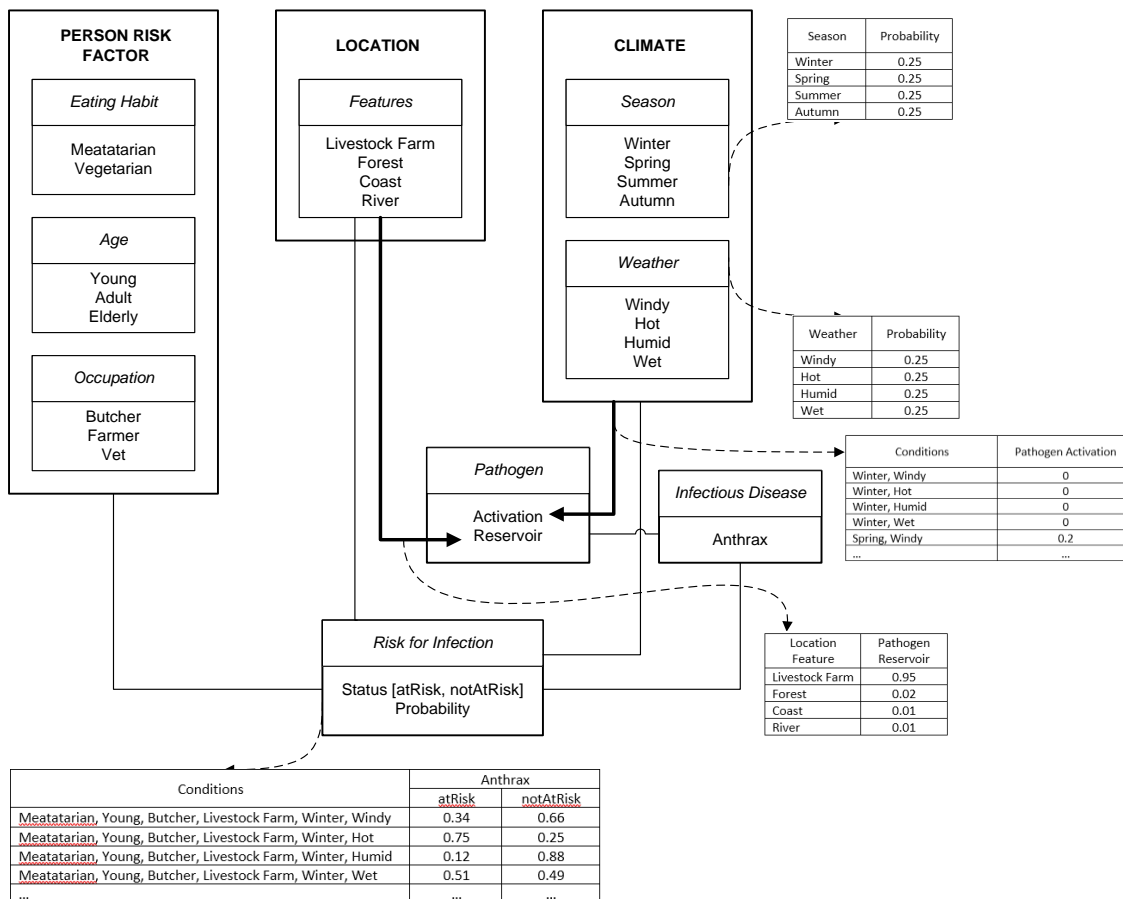 PERSON RISK
FACTOR
Eating Habit
Meatatarian
Vegetarian
Age
Young
Adult
Elderly
Occupation
Butcher
Farmer
Vet
LOCATION
Features
Livestock Farm
Forest
Coast
River
CLIMATE
Season
Winter
Spring
Summer
Autumn
Weather
Windy
Hot
Humid
Wet
Season Probability
Winter 0.25
Spring 0.25
Summer 0.25
Autumn 0.25
Weather Probability
Windy 0.25
Hot 0.25
Humid 0.25
Wet 0.25
Conditions Pathogen Activation
Winter, Windy 0
Winter, Hot 0
Winter, Humid 0
Winter, Wet 0
Spring, Windy 0.2
... ...
Pathogen
Activation
Reservoir
Infectious Disease
Anthrax
Risk for Infection
Status [atRisk, notAtRisk]
Probability
Location Pathogen
Feature Reservoir
Livestock Farm 0.95
Forest 0.02
Coast 0.01
River 0.01
Conditions Anthrax
atRisk notAtRisk
Meatatarian, Young, Butcher, Livestock Farm, Winter, Windy 0.34 0.66
Meatatarian, Young, Butcher, Livestock Farm, Winter, Hot 0.75 0.25
Meatatarian, Young, Butcher, Livestock Farm, Winter, Humid 0.12 0.88
Meatatarian, Young, Butcher, Livestock Farm, Winter, Wet 0.51 0.49
... ... ...